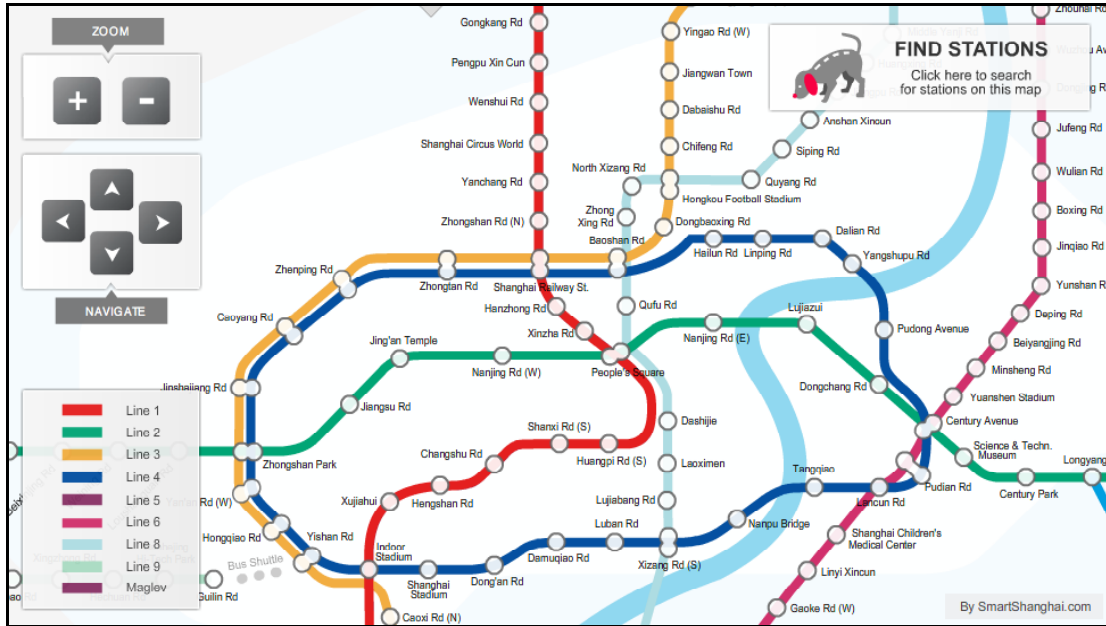 ZOOM
NAVIGATE
FIND STATIONS
Click here to search
for stations on this map
Gongkang Rd
Pengpu Xin Cun
Wenshui Rd
Shanghai Circus World
Yanchang Rd
Zhongshan Rd (N)
Yingao Rd (W)
Jiangwan Town
Dabaishu Rd
Chifeng Rd
Hongkou Football Stadium
Dongbaoxing Rd
Baoshan Rd
North Xizang Rd
Zhong
Xing Rd
Anshan Xincun
Siping Rd
Quyang Rd
Zhouhai Rd
Jufeng Rd
Wulian Rd
Boxing Rd
Jinqiao Rd
Yunshan R
Deping Rd
Beiyangjing Rd
Minsheng Rd
Yuanshen Stadium
Century Avenue
Zhenping Rd
Zhongtan Rd
Shanghai Railway St.
Hailun Rd
Linping Rd
Dalian Rd
Yangshupu Rd
Pudong Avenue
Hanzhong Rd
Xinzha Rd
Qufu Rd
Caoyang Rd
Jing'an Temple
Nanjing Rd (W)
People's Square
Nanjing Rd (E)
Lujiazui
Dongchang Rd
Jinshajiang Rd
Jiangsu Rd
Zhongshan Park
Line 1
Line 2
Line 3
Line 4
Line 5
Line 6
Line 8
Line 9
Maglev
Shanxi Rd (S)
Huangpi Rd (S)
Changshu Rd
Hengshan Rd
Xujiahui
Dashijie
Laoximen
Lujiabang Rd
Science & Techn.
Museum
Longyang
Century Park
Pudian Rd
Tangqiao
Lancun Rd
Nanpu Bridge
Luban Rd
Xizang Rd (S)
Damuqiao Rd
Dong'an Rd
Shanghai
Stadium
Indoor
Stadium
Yishan Rd
Hongqiao Rd
Rd (W)
Bus Shuttle
Guilin Rd
Caoxi Rd (N)
Shanghai Children's
Medical Center
Linyi Xincun
Gaoke Rd (W)
By SmartShanghai.com